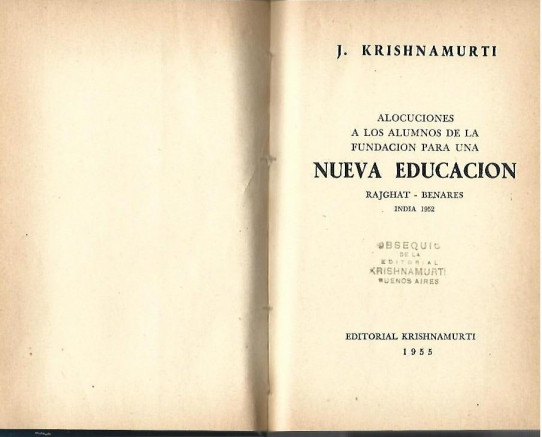 J. KRISHNAMURTI
ALOCUCIONES
A LOS ALUMNOS DE LA
FUNDACION PARA UNA
NUEVA EDUCACION
RAJGHAT - BENARES
INDIA 1952
OBSEQUIO
DE LA
EDITORIAL
KRISHNAMURTI
BUENOS AIRES
EDITORIAL KRISHNAMURTI
1955